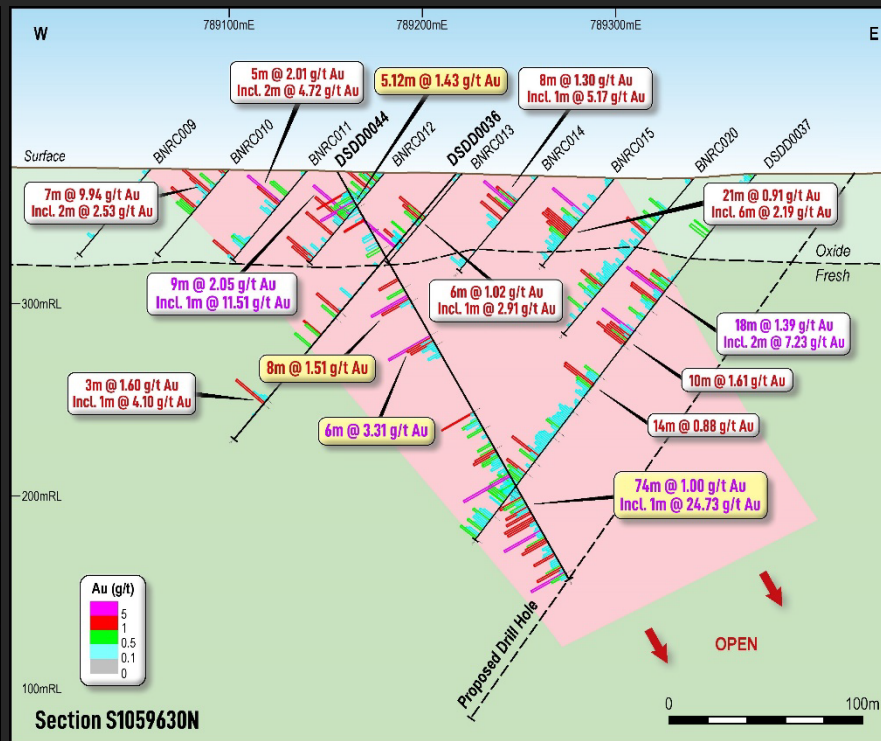 789100mE
789200mE
789300mE
W
E
5m @ 2.01 g/t Au
Incl. 2m @ 4.72 g/t Au
5.12m @ 1.43 g/t Au
8m @ 1.30 g/t Au
Incl. 1m @ 5.17 g/t Au
Surface
BNRC009
BNRC010
BNRC011
DSDD0044
BNRC012
DSDD0036
BNRC013
BNRC014
BNRC015
BNRC020
DSDD0037
7m @ 9.94 g/t Au
Incl. 2m @ 2.53 g/t Au
21m @ 0.91 g/t Au
Incl. 6m @ 2.19 g/t Au
Oxide
Fresh
9m @ 2.05 g/t Au
Incl. 1m @ 11.51 g/t Au
6m @ 1.02 g/t Au
Incl. 1m @ 2.91 g/t Au
300mRL
18m @ 1.39 g/t Au
Incl. 2m @ 7.23 g/t Au
8m @ 1.51 g/t Au
10m @ 1.61 g/t Au
3m @ 1.60 g/t Au
Incl. 1m @ 4.10 g/t Au
14m @ 0.88 g/t Au
6m @ 3.31 g/t Au
200mRL
74m @ 1.00 g/t Au
Incl. 1m @ 24.73 g/t Au
Au (g/t)
5
1
0.5
0.1
0
Proposed Drill Hole
OPEN
100mRL
0
100m
Section S1059630N